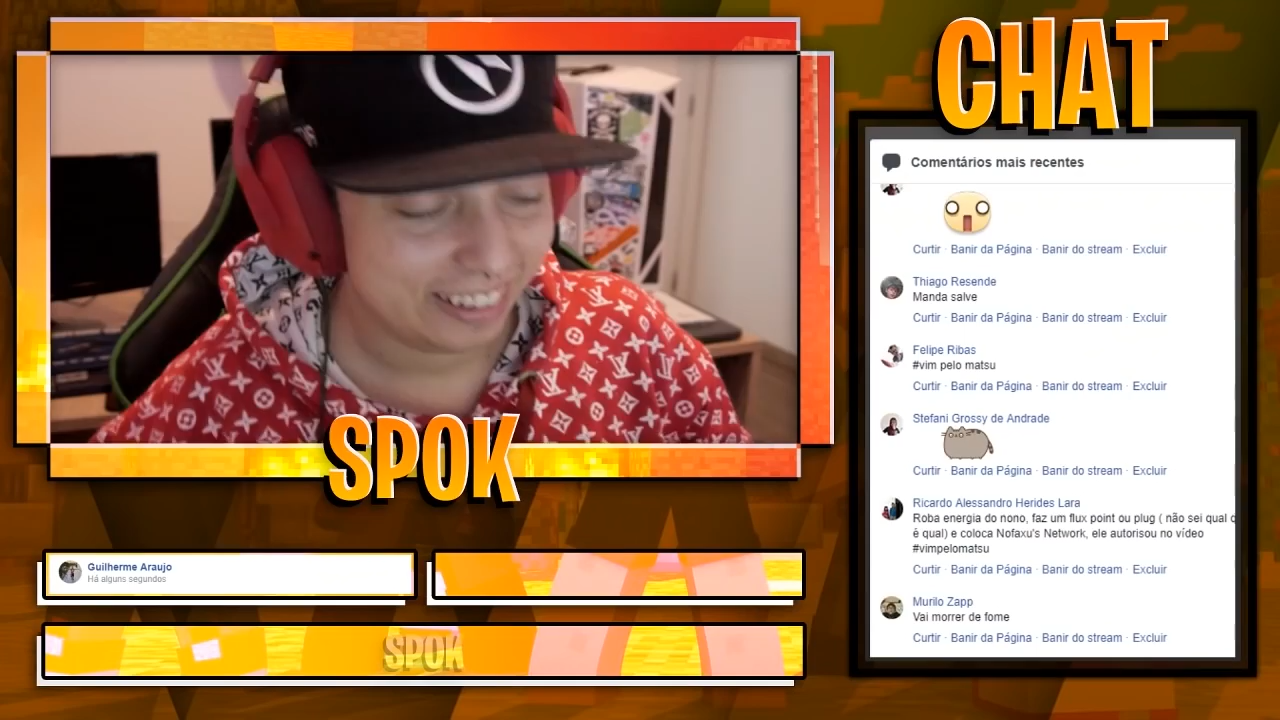 CHAT
Comentários mais recentes
Curtir · Banir da Página · Banir do stream · Excluir
Thiago Resende
Manda salve
Curtir · Banir da Página · Banir do stream · Excluir
Felipe Ribas
#vim pelo matsu
Curtir · Banir da Página · Banir do stream · Excluir
Stefani Grossy de Andrade
Curtir · Banir da Página · Banir do stream · Excluir
Ricardo Alessandro Herides Lara
Roba energia do nono, faz um flux point ou plug ( não sei qual
é qual) e coloca Nofaxu's Network, ele autorisou no vídeo
#vimpelomatsu
Curtir · Banir da Página · Banir do stream · Excluir
Murilo Zapp
Vai morrer de fome
Curtir · Banir da Página · Banir do stream · Excluir
SPOK
Guilherme Araujo
Há alguns segundos
SPOK